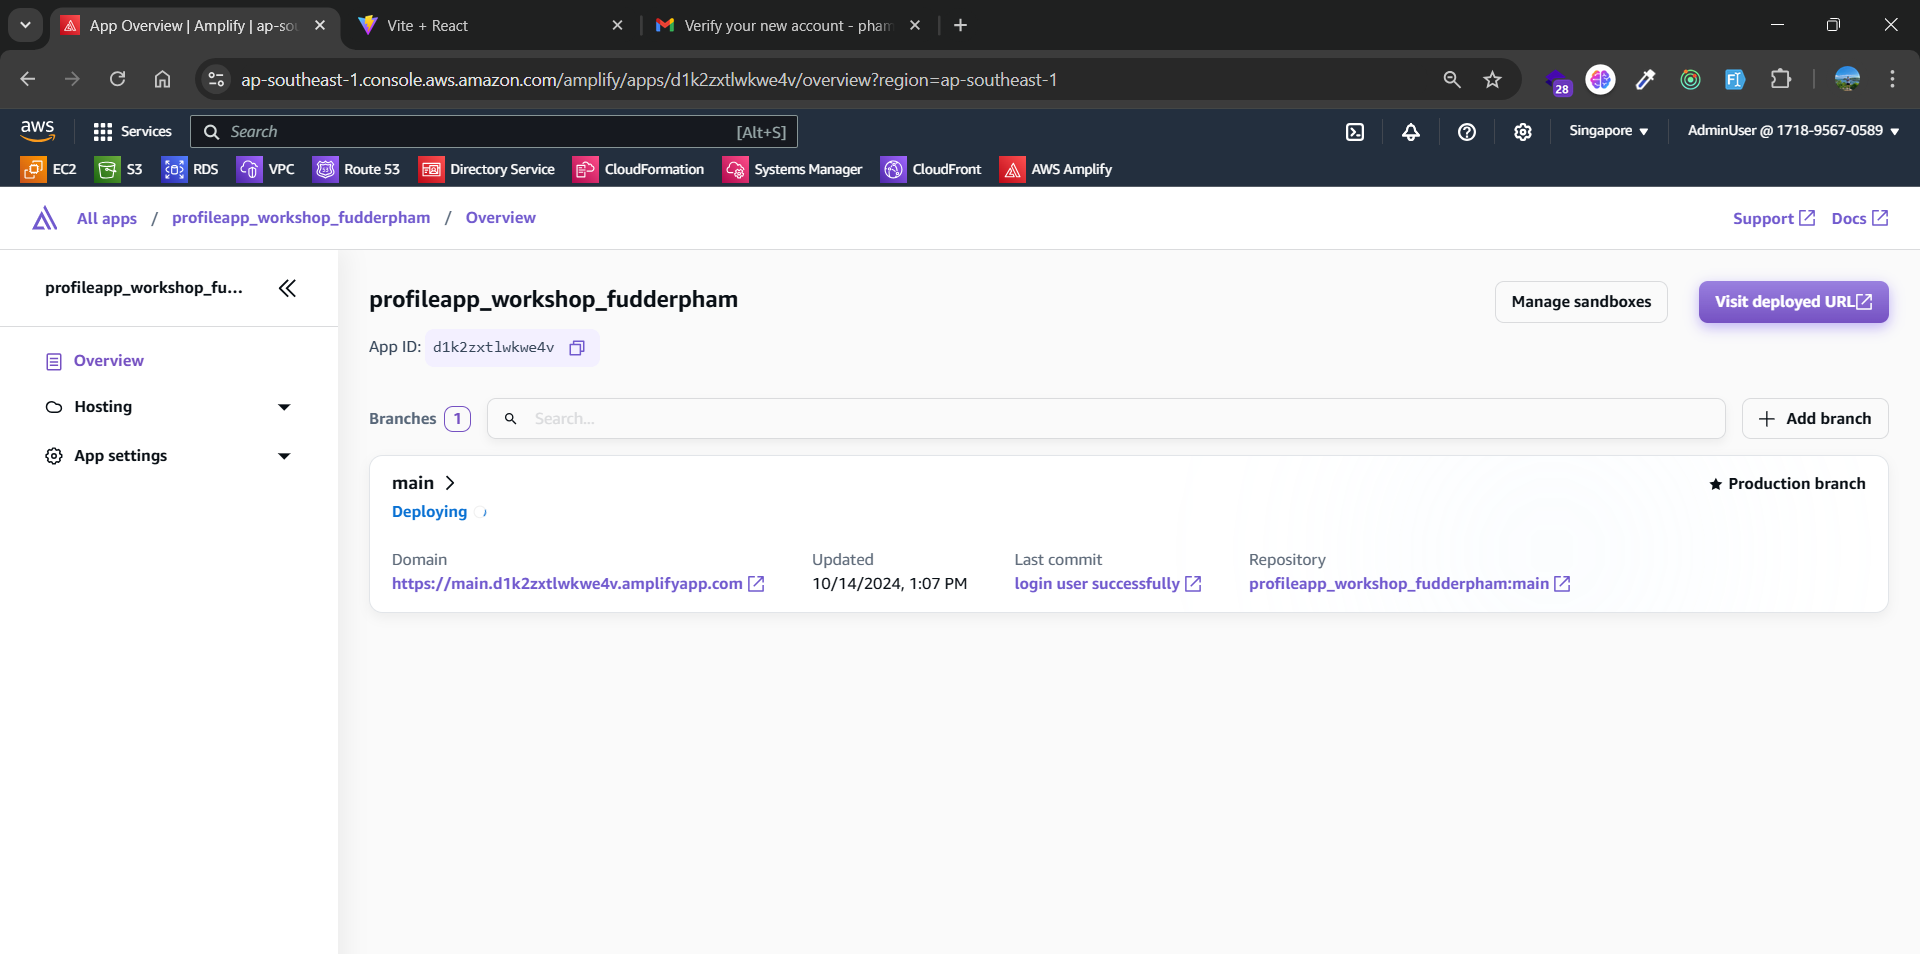 App Overview | Amplify | ap-so
Vite + React
Verify your new account - pham
ap-southeast-1.console.aws.amazon.com/amplify/apps/d1k2zxtlwkwe4v/overview?region=ap-southeast-1
28
FI
aws
Services
Search
[Alt+S]
Singapore
AdminUser @ 1718-9567-0589
EC2
S3
RDS
VPC
Route 53
Directory Service
CloudFormation
Systems Manager
CloudFront
AWS Amplify
All apps / profileapp_workshop_fudderpham / Overview
Support
Docs
profileapp_workshop_fu...
Overview
Hosting
App settings
profileapp_workshop_fudderpham
Manage sandboxes
Visit deployed URL
App ID: d1k2zxtlwkwe4v
Branches 1
Search...
Add branch
main
Production branch
Deploying
Domain
https://main.d1k2zxtlwkwe4v.amplifyapp.com
Updated
10/14/2024, 1:07 PM
Last commit
login user successfully
Repository
profileapp_workshop_fudderpham:main